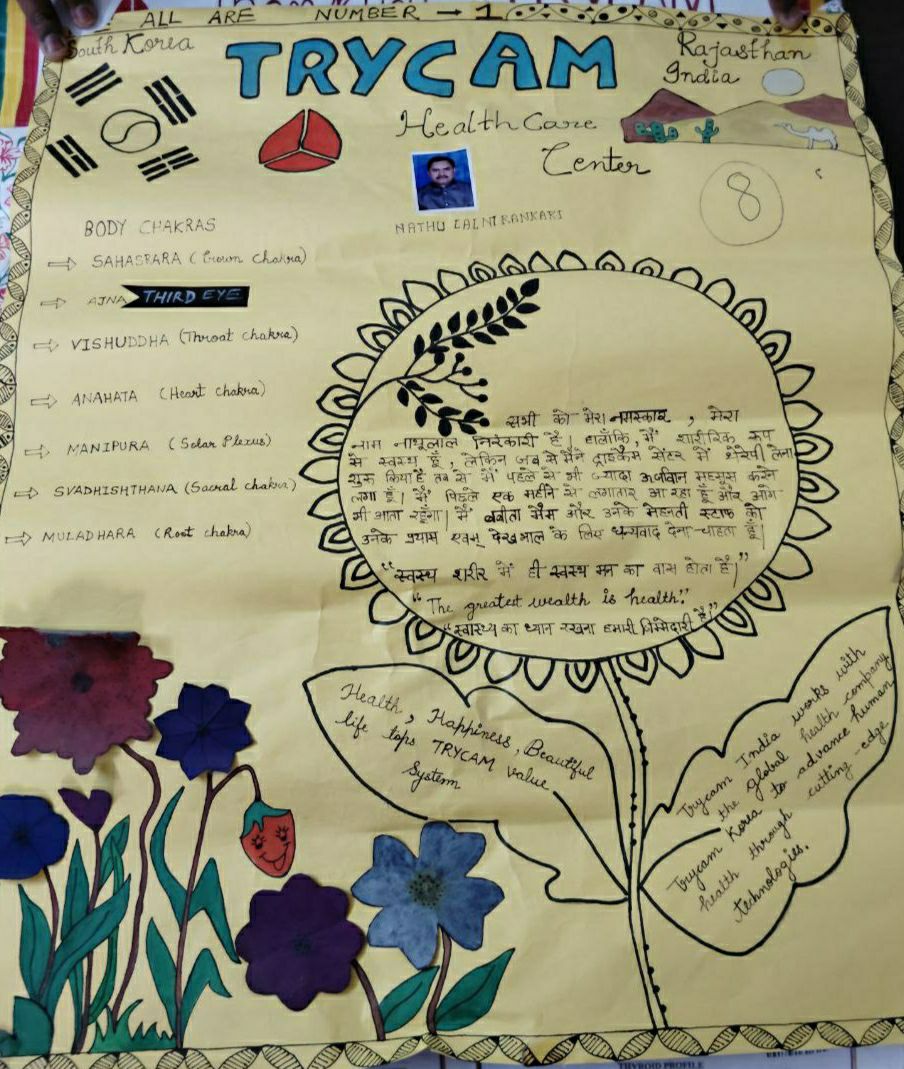 ALL ARE NUMBER → 1
South Korea
TRYCAM
Rajasthan
India
Health Care
Center
8
NATHU LAL NIRANKARI
BODY CHAKRAS
⇒ SAHASRARA (Crown Chakra)
⇒ AJNA THIRD EYE
⇒ VISHUDDHA (Throat chakra)
⇒ ANAHATA (Heart chakra)
⇒ MANIPURA (Solar Plexus)
⇒ SVADHISHTHANA (Sacral chakra)
⇒ MULADHARA (Root chakra)
सभी को मेरा नमस्कार, मेरा
नाम नाथूलाल निरंकारी है। हालाँकि, मैं शारीरिक रूप
से स्वस्थ हूँ, लेकिन जब से मैंने ट्राइकैम सेंटर में थैरेपी लेना
शुरू किया है तब से मैं पहले से भी ज्यादा ऊर्जावान महसूस करने
लगा हूँ। मैं पिछले एक महीने से लगातार आ रहा हूँ और आगे
भी आता रहूँगा। मैं बबीता मैम और उनके मेहनती स्टाफ को
उनके प्रयास एवम् देखभाल के लिए धन्यवाद देना चाहता हूँ।
"स्वस्थ शरीर में ही स्वस्थ मन का वास होता है।"
"The greatest wealth is health."
"स्वास्थ्य का ध्यान रखना हमारी जिम्मेदारी है।"
Health, Happiness, Beautful
life tops TRYCAM value
System
Trycam India works with
the global health company
Trycam Korea to advance human
health through cutting-edge
technologies.
THYROID PROFILE